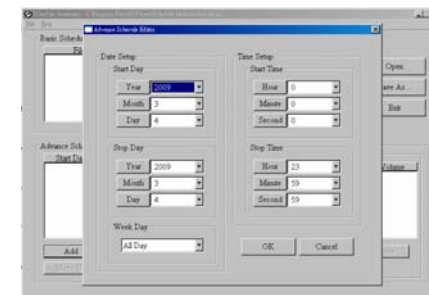 Advance Schedule Editor
Basic Schedu
Date Setup
Time Setup
Start Day
Start Time
Open
Year 2009
Hour 0
Month 3
Minute 0
Day 4
Second 0
Exit
Advance Sch
Start Da
Stop Day
Stop Time
Volume
Year 2009
Hour 23
Month 3
Minute 59
Day 4
Second 59
Week Day
All Day
OK
Cancel
Add